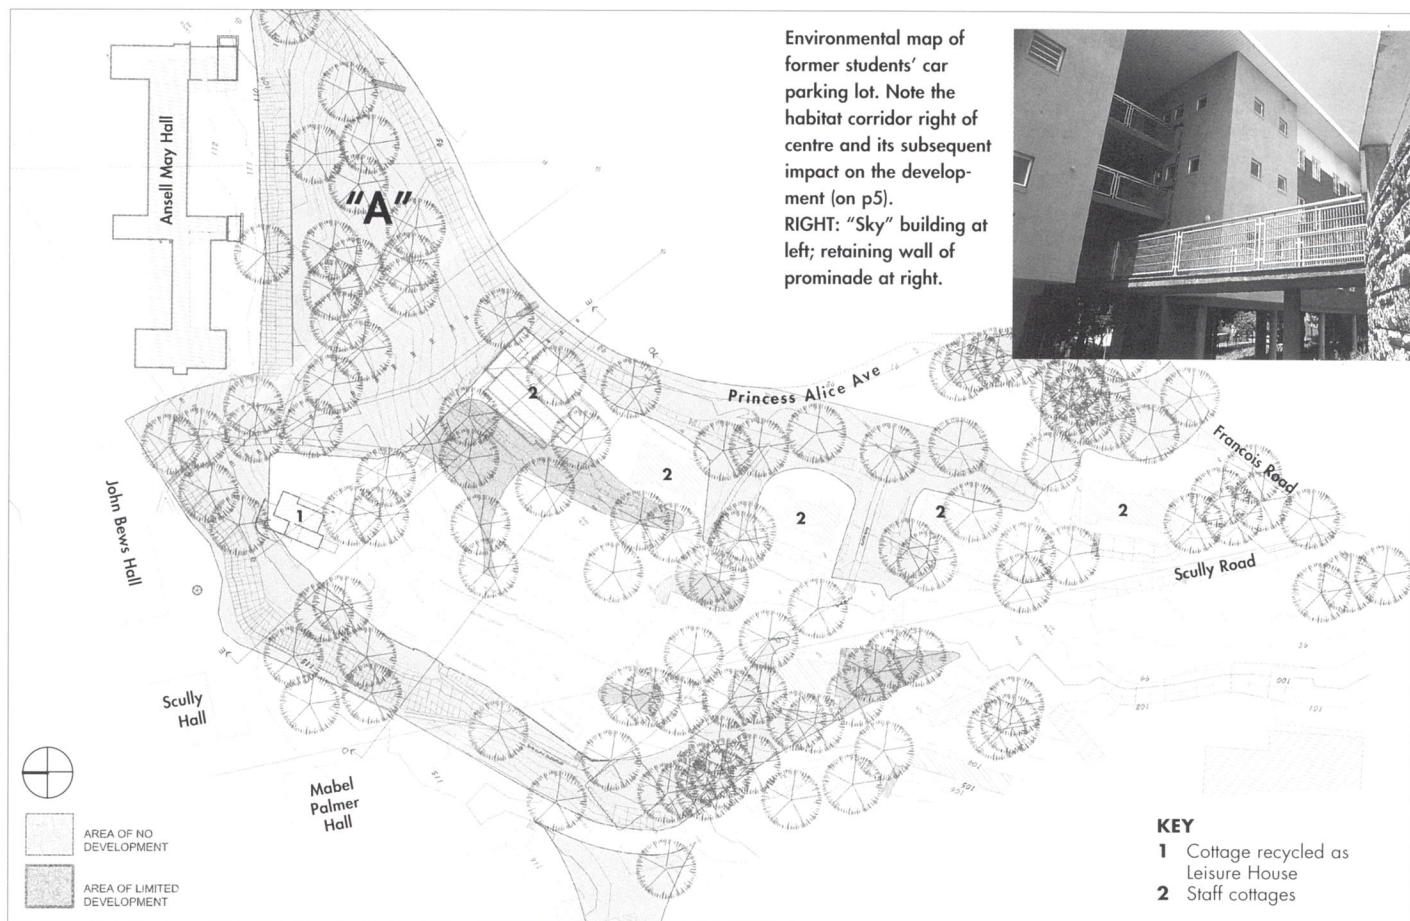 Environmental map of
former students' car
parking lot. Note the
habitat corridor right of
centre and its subsequent
impact on the develop-
ment (on p5).
RIGHT: "Sky" building at
left; retaining wall of
prominade at right.
Ansell May Hall
"A"
2
Princess Alice Ave
2
2
2
2
Francois Road
Scully Road
1
John Bews Hall
Scully
Hall
Mabel
Palmer
Hall
AREA OF NO
DEVELOPMENT
AREA OF LIMITED
DEVELOPMENT
KEY
1 Cottage recycled as
Leisure House
2 Staff cottages